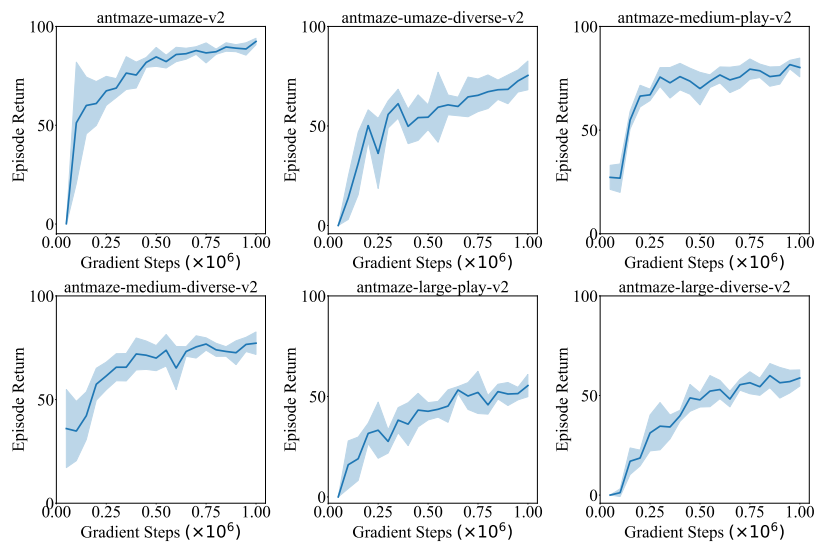 antmaze-umaze-v2
100
50
0
Episode Return
0.00 0.25 0.50 0.75 1.00
Gradient Steps (×10⁶)
antmaze-umaze-diverse-v2
100
50
0
Episode Return
0.00 0.25 0.50 0.75 1.00
Gradient Steps (×10⁶)
antmaze-medium-play-v2
100
50
0
Episode Return
0.00 0.25 0.50 0.75 1.00
Gradient Steps (×10⁶)
antmaze-medium-diverse-v2
100
50
0
Episode Return
0.00 0.25 0.50 0.75 1.00
Gradient Steps (×10⁶)
antmaze-large-play-v2
100
50
0
Episode Return
0.00 0.25 0.50 0.75 1.00
Gradient Steps (×10⁶)
antmaze-large-diverse-v2
100
50
0
Episode Return
0.00 0.25 0.50 0.75 1.00
Gradient Steps (×10⁶)